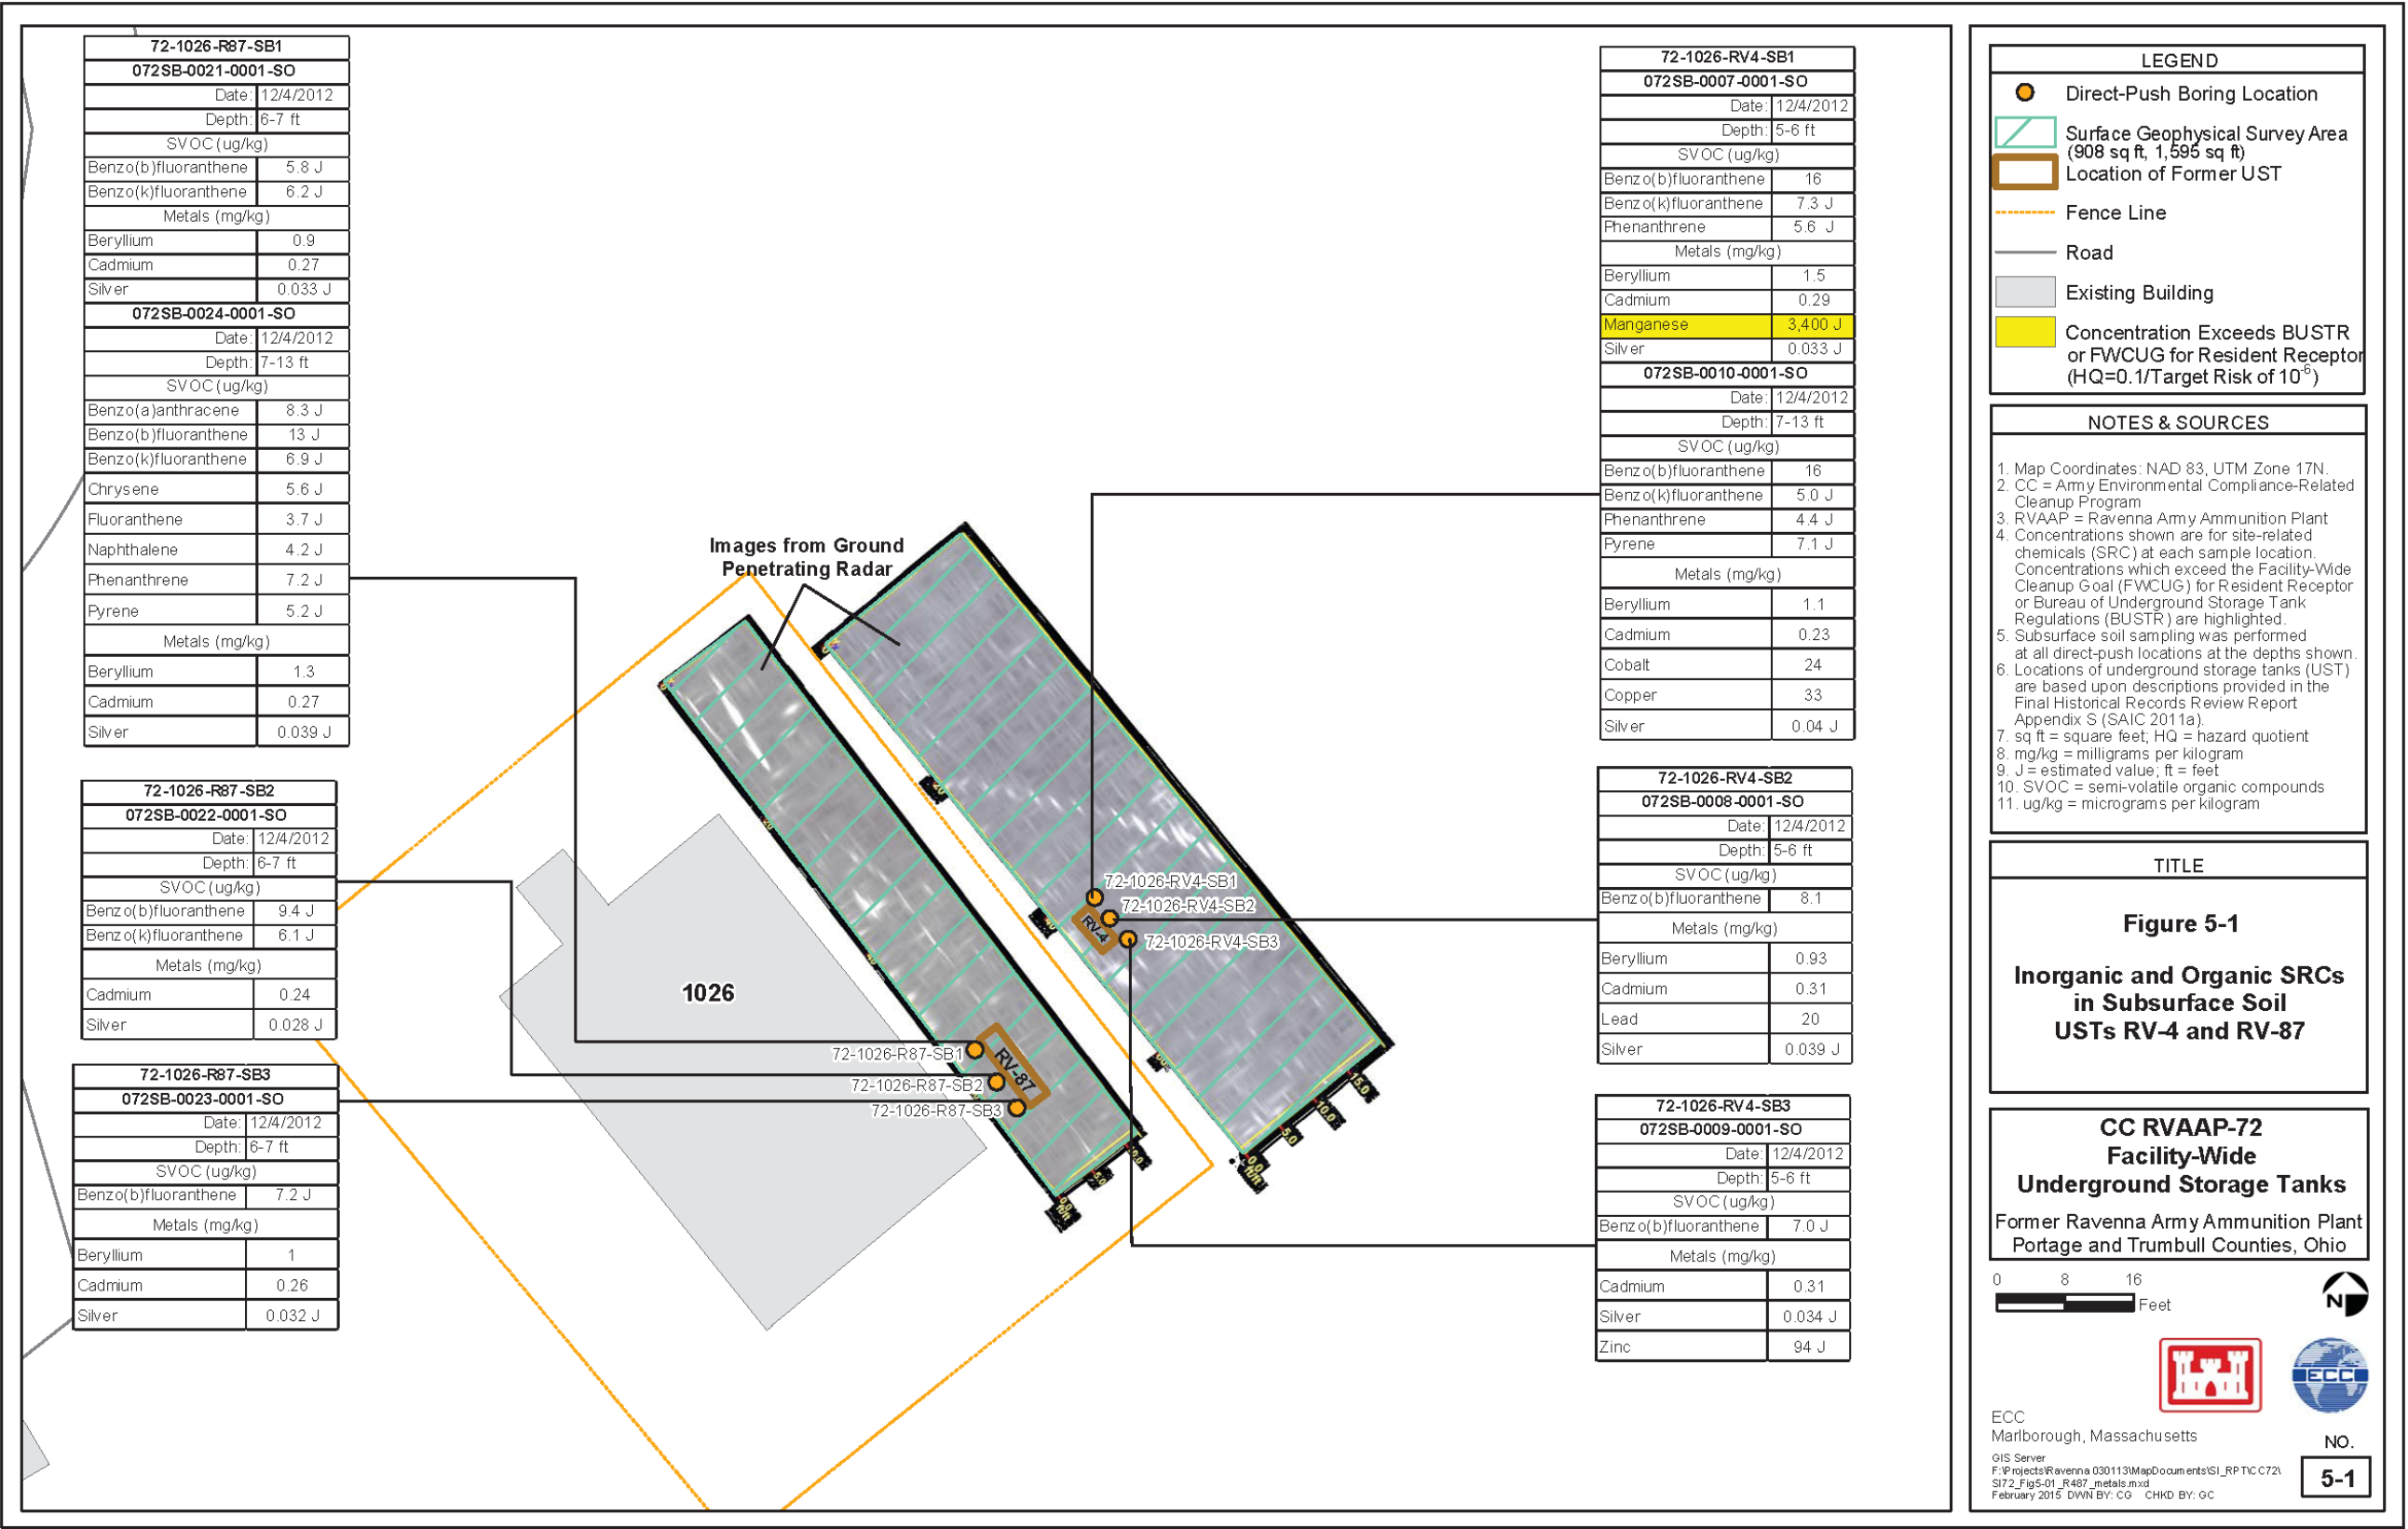 72-1026-R87-SB1
072SB-0021-0001-SO
Date: 12/4/2012
Depth: 6-7 ft
SVOC (ug/kg)
Benzo(b)fluoranthene 5.8 J
Benzo(k)fluoranthene 6.2 J
Metals (mg/kg)
Beryllium 0.9
Cadmium 0.27
Silver 0.033 J
072SB-0024-0001-SO
Date: 12/4/2012
Depth: 7-13 ft
SVOC (ug/kg)
Benzo(a)anthracene 8.3 J
Benzo(b)fluoranthene 13 J
Benzo(k)fluoranthene 6.9 J
Chrysene 5.6 J
Fluoranthene 3.7 J
Naphthalene 4.2 J
Phenanthrene 7.2 J
Pyrene 5.2 J
Metals (mg/kg)
Beryllium 1.3
Cadmium 0.27
Silver 0.039 J
72-1026-R87-SB2
072SB-0022-0001-SO
Date: 12/4/2012
Depth: 6-7 ft
SVOC (ug/kg)
Benzo(b)fluoranthene 9.4 J
Benzo(k)fluoranthene 6.1 J
Metals (mg/kg)
Cadmium 0.24
Silver 0.028 J
72-1026-R87-SB3
072SB-0023-0001-SO
Date: 12/4/2012
Depth: 6-7 ft
SVOC (ug/kg)
Benzo(b)fluoranthene 7.2 J
Metals (mg/kg)
Beryllium 1
Cadmium 0.26
Silver 0.032 J
Images from Ground
Penetrating Radar
72-1026-RV4-SB1
72-1026-RV4-SB2
RV-4
72-1026-RV4-SB3
1026
72-1026-R87-SB1
RV-87
72-1026-R87-SB2
72-1026-R87-SB3
15.0
10.0
5.0
72-1026-RV4-SB1
072SB-0007-0001-SO
Date: 12/4/2012
Depth: 5-6 ft
SVOC (ug/kg)
Benzo(b)fluoranthene 16
Benzo(k)fluoranthene 7.3 J
Phenanthrene 5.6 J
Metals (mg/kg)
Beryllium 1.5
Cadmium 0.29
Manganese 3,400 J
Silver 0.033 J
072SB-0010-0001-SO
Date: 12/4/2012
Depth: 7-13 ft
SVOC (ug/kg)
Benzo(b)fluoranthene 16
Benzo(k)fluoranthene 5.0 J
Phenanthrene 4.4 J
Pyrene 7.1 J
Metals (mg/kg)
Beryllium 1.1
Cadmium 0.23
Cobalt 24
Copper 33
Silver 0.04 J
72-1026-RV4-SB2
072SB-0008-0001-SO
Date: 12/4/2012
Depth: 5-6 ft
SVOC (ug/kg)
Benzo(b)fluoranthene 8.1
Metals (mg/kg)
Beryllium 0.93
Cadmium 0.31
Lead 20
Silver 0.039 J
72-1026-RV4-SB3
072SB-0009-0001-SO
Date: 12/4/2012
Depth: 5-6 ft
SVOC (ug/kg)
Benzo(b)fluoranthene 7.0 J
Metals (mg/kg)
Cadmium 0.31
Silver 0.034 J
Zinc 94 J
LEGEND
Direct-Push Boring Location
Surface Geophysical Survey Area
(908 sq ft, 1,595 sq ft)
Location of Former UST
Fence Line
Road
Existing Building
Concentration Exceeds BUSTR
or FWCUG for Resident Receptor
(HQ=0.1/Target Risk of 10-6)
NOTES & SOURCES
1. Map Coordinates: NAD 83, UTM Zone 17N.
2. CC = Army Environmental Compliance-Related
Cleanup Program
3. RVAAP = Ravenna Army Ammunition Plant
4. Concentrations shown are for site-related
chemicals (SRC) at each sample location.
Concentrations which exceed the Facility-Wide
Cleanup Goal (FWCUG) for Resident Receptor
or Bureau of Underground Storage Tank
Regulations (BUSTR) are highlighted.
5. Subsurface soil sampling was performed
at all direct-push locations at the depths shown.
6. Locations of underground storage tanks (UST)
are based upon descriptions provided in the
Final Historical Records Review Report
Appendix S (SAIC 2011a).
7. sq ft = square feet; HQ = hazard quotient
8. mg/kg = milligrams per kilogram
9. J = estimated value; ft = feet
10. SVOC = semi-volatile organic compounds
11. ug/kg = micrograms per kilogram
TITLE
Figure 5-1
Inorganic and Organic SRCs
in Subsurface Soil
USTs RV-4 and RV-87
CC RVAAP-72
Facility-Wide
Underground Storage Tanks
Former Ravenna Army Ammunition Plant
Portage and Trumbull Counties, Ohio
0 8 16
Feet
N
ECC
ECC
Marlborough, Massachusetts
NO.
5-1
GIS Server
F:\Projects\Ravenna 030113\MapDocuments\SI_RPT\CC72\
SI72_Fig5-01_R487_metals.mxd
February 2015 DWN BY: CG CHKD BY: GC